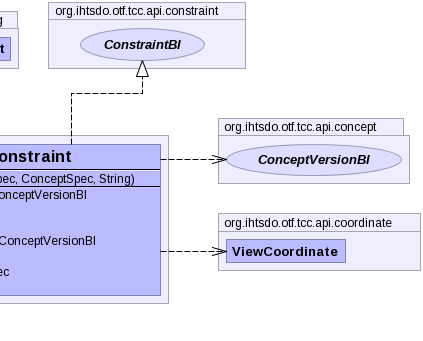 org.ihtsdo.otf.tcc.api.constraint
ConstraintBI
org.ihtsdo.otf.tcc.api.concept
ConceptVersionBI
onstraint
pec, ConceptSpec, String)
onceptVersionBI
ConceptVersionBI
ec
org.ihtsdo.otf.tcc.api.coordinate
ViewCoordinate